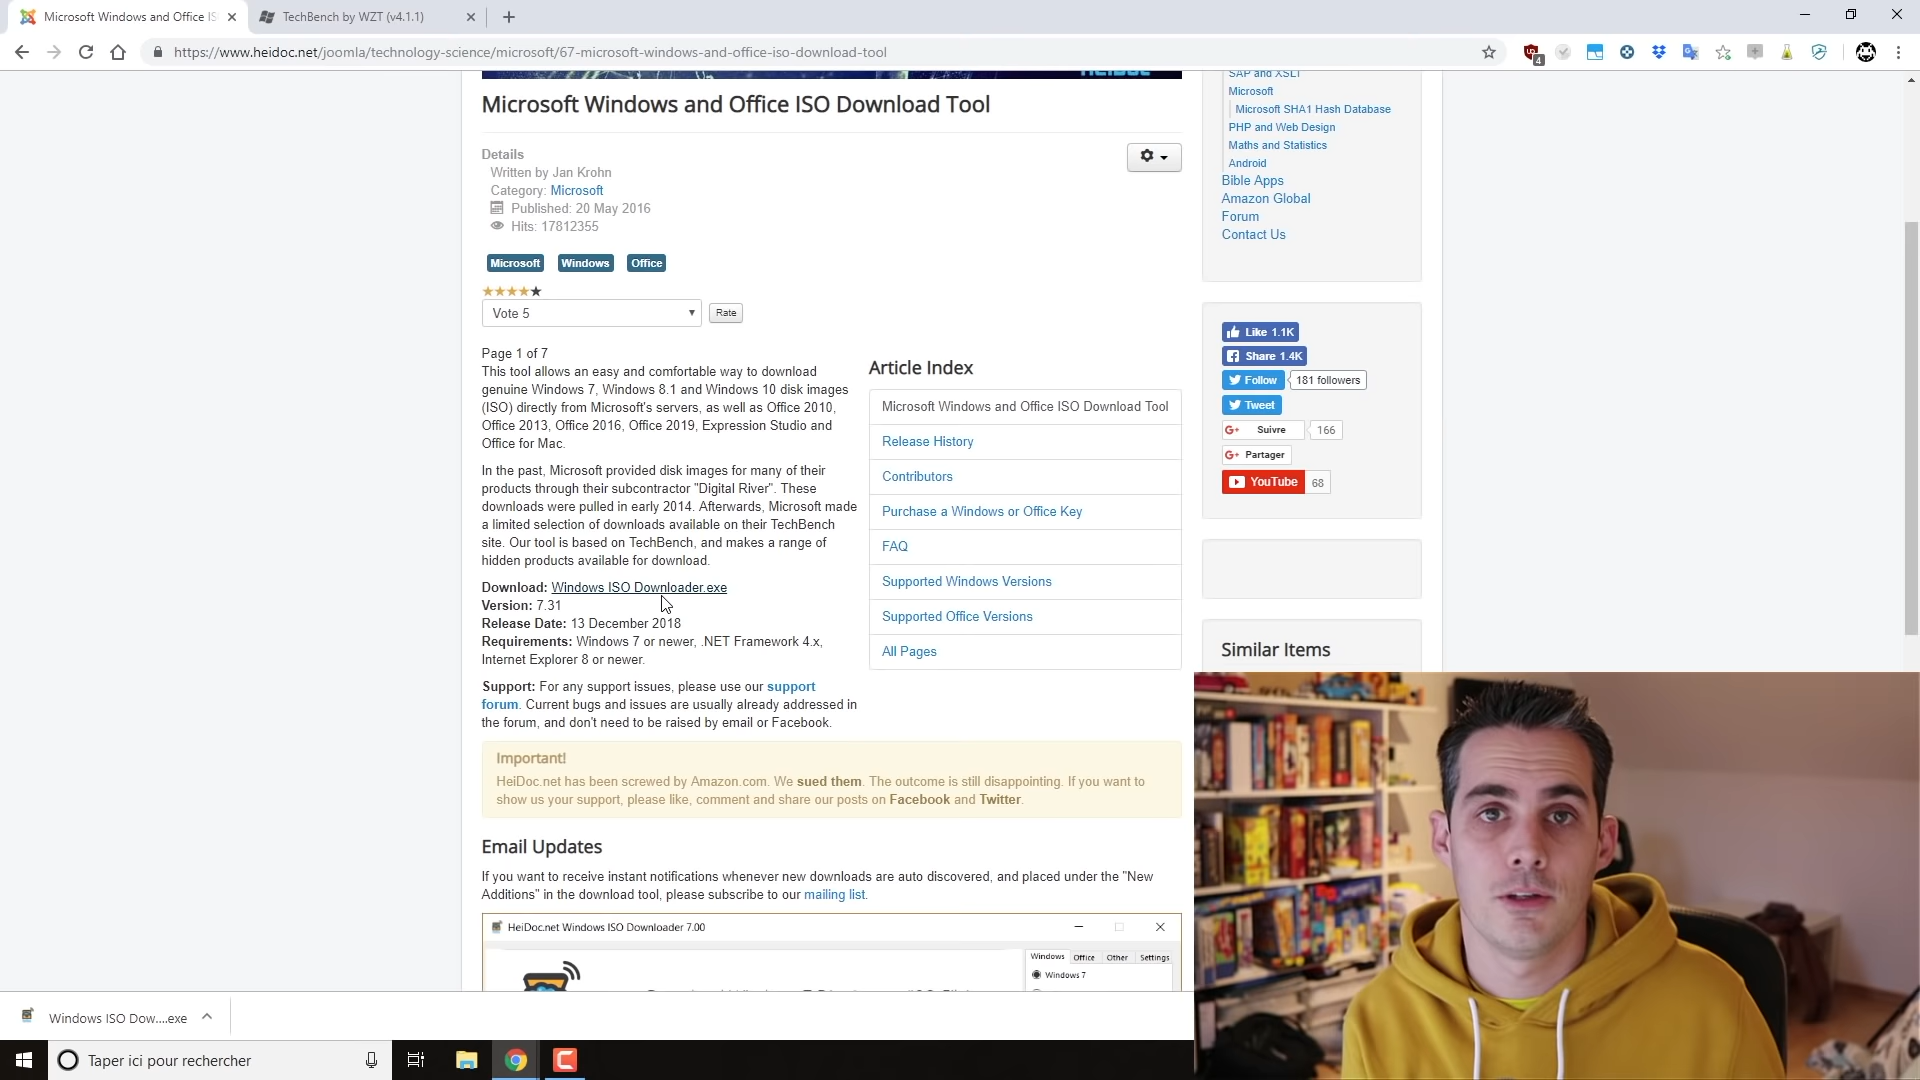 Microsoft Windows and Office IS
TechBench by WZT (v4.1.1)
https://www.heidoc.net/joomla/technology-science/microsoft/67-microsoft-windows-and-office-iso-download-tool
4
HEIDOC
Microsoft Windows and Office ISO Download Tool
Details
Written by Jan Krohn
Category: Microsoft
Published: 20 May 2016
Hits: 17812355
Microsoft Windows Office
Vote 5
Rate
Page 1 of 7
This tool allows an easy and comfortable way to download
genuine Windows 7, Windows 8.1 and Windows 10 disk images
(ISO) directly from Microsoft's servers, as well as Office 2010,
Office 2013, Office 2016, Office 2019, Expression Studio and
Office for Mac.
In the past, Microsoft provided disk images for many of their
products through their subcontractor "Digital River". These
downloads were pulled in early 2014. Afterwards, Microsoft made
a limited selection of downloads available on their TechBench
site. Our tool is based on TechBench, and makes a range of
hidden products available for download.
Download: Windows ISO Downloader.exe
Version: 7.31
Release Date: 13 December 2018
Requirements: Windows 7 or newer, .NET Framework 4.x,
Internet Explorer 8 or newer.
Support: For any support issues, please use our support
forum. Current bugs and issues are usually already addressed in
the forum, and don't need to be raised by email or Facebook.
Article Index
Microsoft Windows and Office ISO Download Tool
Release History
Contributors
Purchase a Windows or Office Key
FAQ
Supported Windows Versions
Supported Office Versions
All Pages
Important!
HeiDoc.net has been screwed by Amazon.com. We sued them. The outcome is still disappointing. If you want to
show us your support, please like, comment and share our posts on Facebook and Twitter.
Email Updates
If you want to receive instant notifications whenever new downloads are auto discovered, and placed under the "New
Additions" in the download tool, please subscribe to our mailing list.
HeiDoc.net Windows ISO Downloader 7.00
Windows Office Other Settings
Windows 7
SAP and XSLT
Microsoft
Microsoft SHA1 Hash Database
PHP and Web Design
Maths and Statistics
Android
Bible Apps
Amazon Global
Forum
Contact Us
Like 1.1K
Share 1.4K
Follow 181 followers
Tweet
G+ Suivre 166
G+ Partager
YouTube 68
Similar Items
Windows ISO Dow....exe
Taper ici pour rechercher